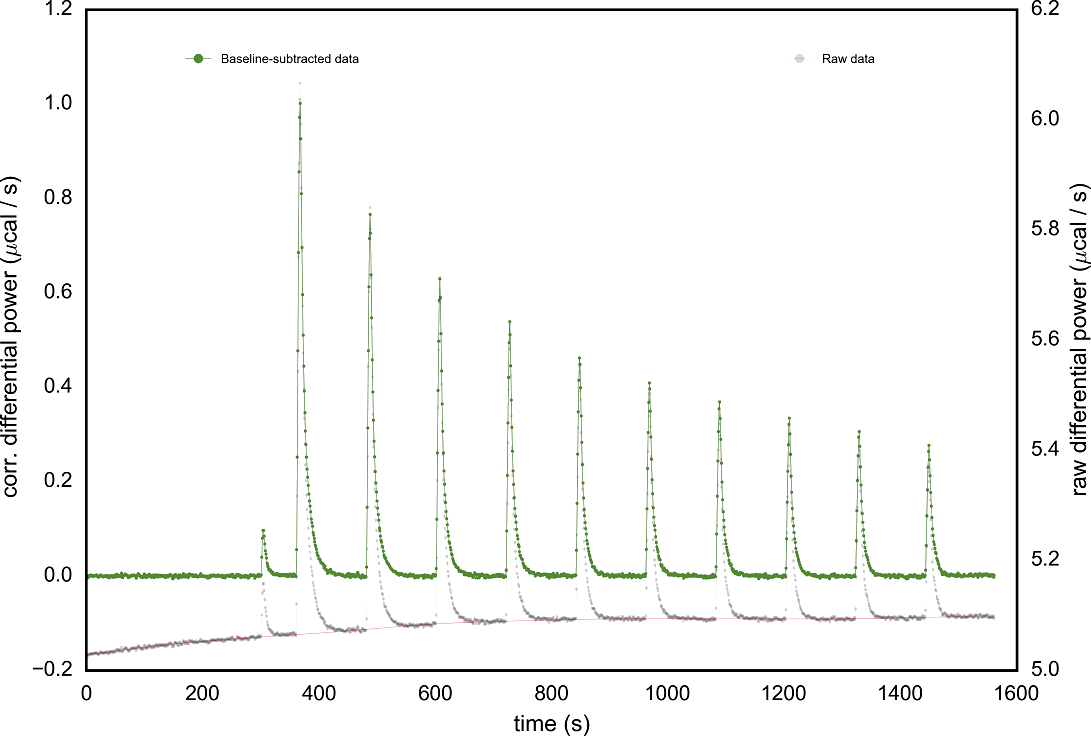 1.2
1.0
0.8
0.6
0.4
0.2
0.0
−0.2
corr. differential power (μcal / s)
Baseline-subtracted data
Raw data
6.2
6.0
5.8
5.6
5.4
5.2
5.0
raw differential power (μcal / s)
0 200 400 600 800 1000 1200 1400 1600
time (s)